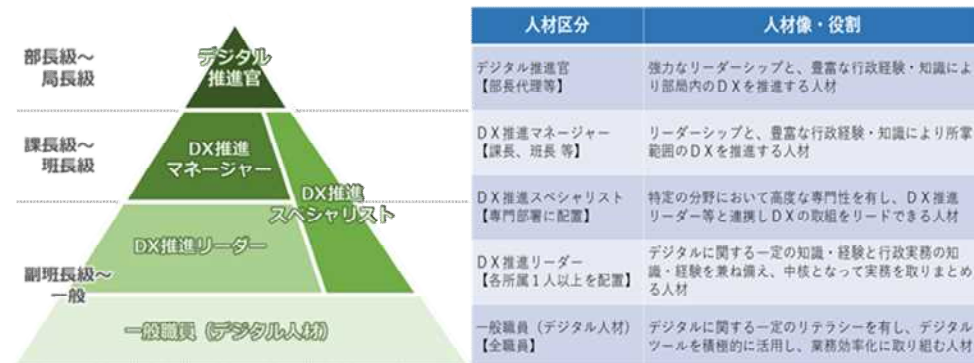 部長級～
局長級
課長級～
班長級
副班長級～
一般
デジタル
推進官
DX推進
マネージャー
DX推進
スペシャリスト
DX推進リーダー
一般職員（デジタル人材）
人材区分
人材像・役割
デジタル推進官
【部長代理等】
強力なリーダーシップと、豊富な行政経験・知識によ
り部局内のＤＸを推進する人材
ＤＸ推進マネージャー
【課長、班長 等】
リーダーシップと、豊富な行政経験・知識により所掌
範囲のＤＸを推進する人材
ＤＸ推進スペシャリスト
【専門部署に配置】
特定の分野において高度な専門性を有し、ＤＸ推進
リーダー等と連携しＤＸの取組をリードできる人材
ＤＸ推進リーダー
【各所属１人以上を配置】
デジタルに関する一定の知識・経験と行政実務の知
識・経験を兼ね備え、中核となって実務を取りまとめ
る人材
一般職員（デジタル人材）
【全職員】
デジタルに関する一定のリテラシーを有し、デジタル
ツールを積極的に活用し、業務効率化に取り組む人材